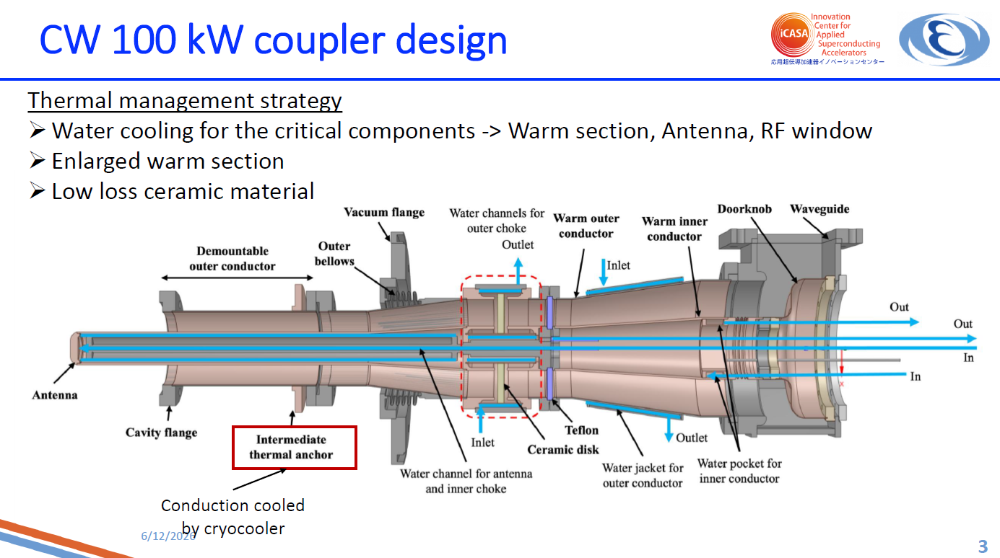 CW 100 kW coupler design
iCASA
Innovation
Center for
Applied
Superconducting
Accelerators
応用超伝導加速器イノベーションセンター
Thermal management strategy
➢ Water cooling for the critical components -> Warm section, Antenna, RF window
➢ Enlarged warm section
➢ Low loss ceramic material
Vacuum flange
Water channels for
outer choke
Outlet
Warm outer
conductor
Warm inner
conductor
Doorknob
Waveguide
Demountable
outer conductor
Outer
bellows
Inlet
Out
Out
In
In
x
Antenna
Cavity flange
Intermediate
thermal anchor
Inlet
Teflon
Ceramic disk
Outlet
Water channel for antenna
and inner choke
Water jacket for
outer conductor
Water pocket for
inner conductor
Conduction cooled
by cryocooler
6/12/2026
3